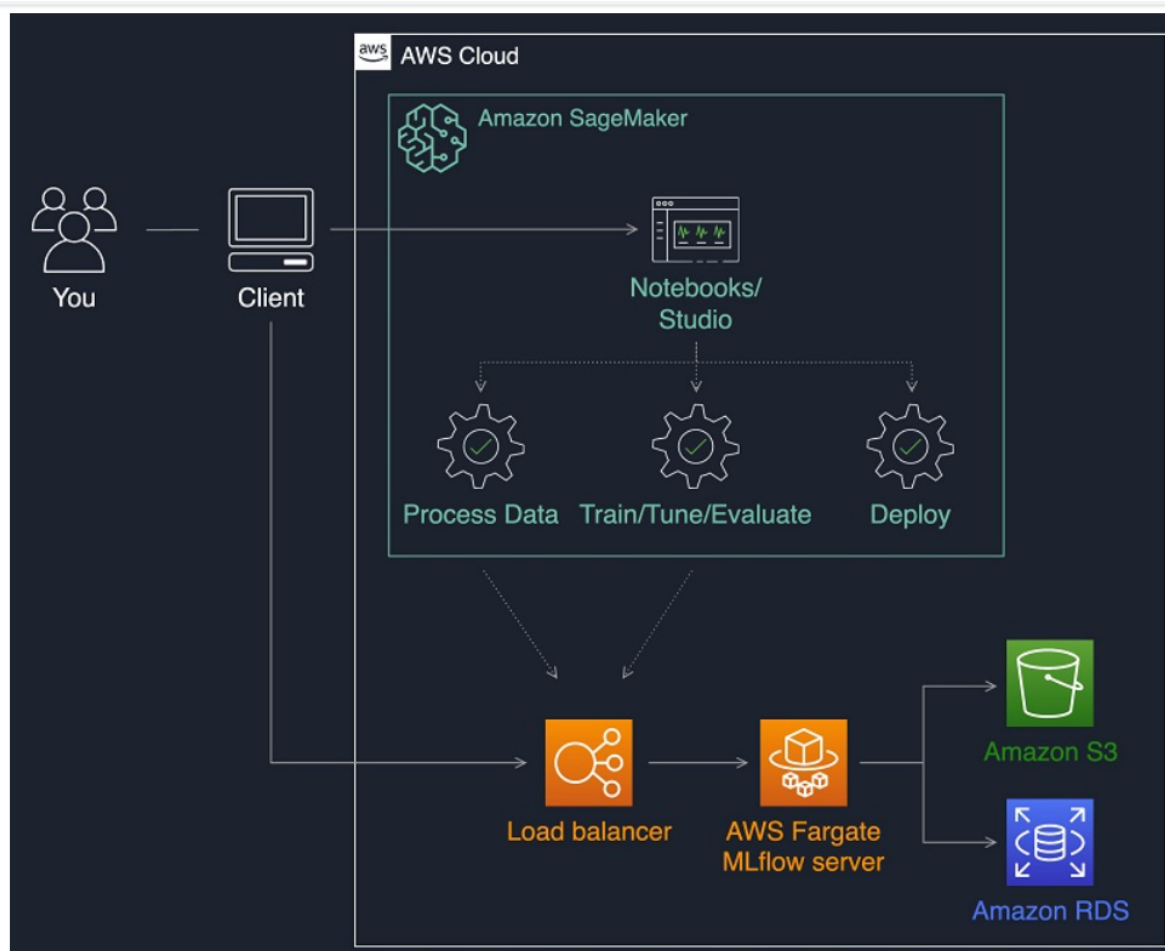 aws
AWS Cloud
Amazon SageMaker
You
Client
Notebooks/
Studio
Process Data
Train/Tune/Evaluate
Deploy
Load balancer
AWS Fargate
MLflow server
Amazon S3
Amazon RDS